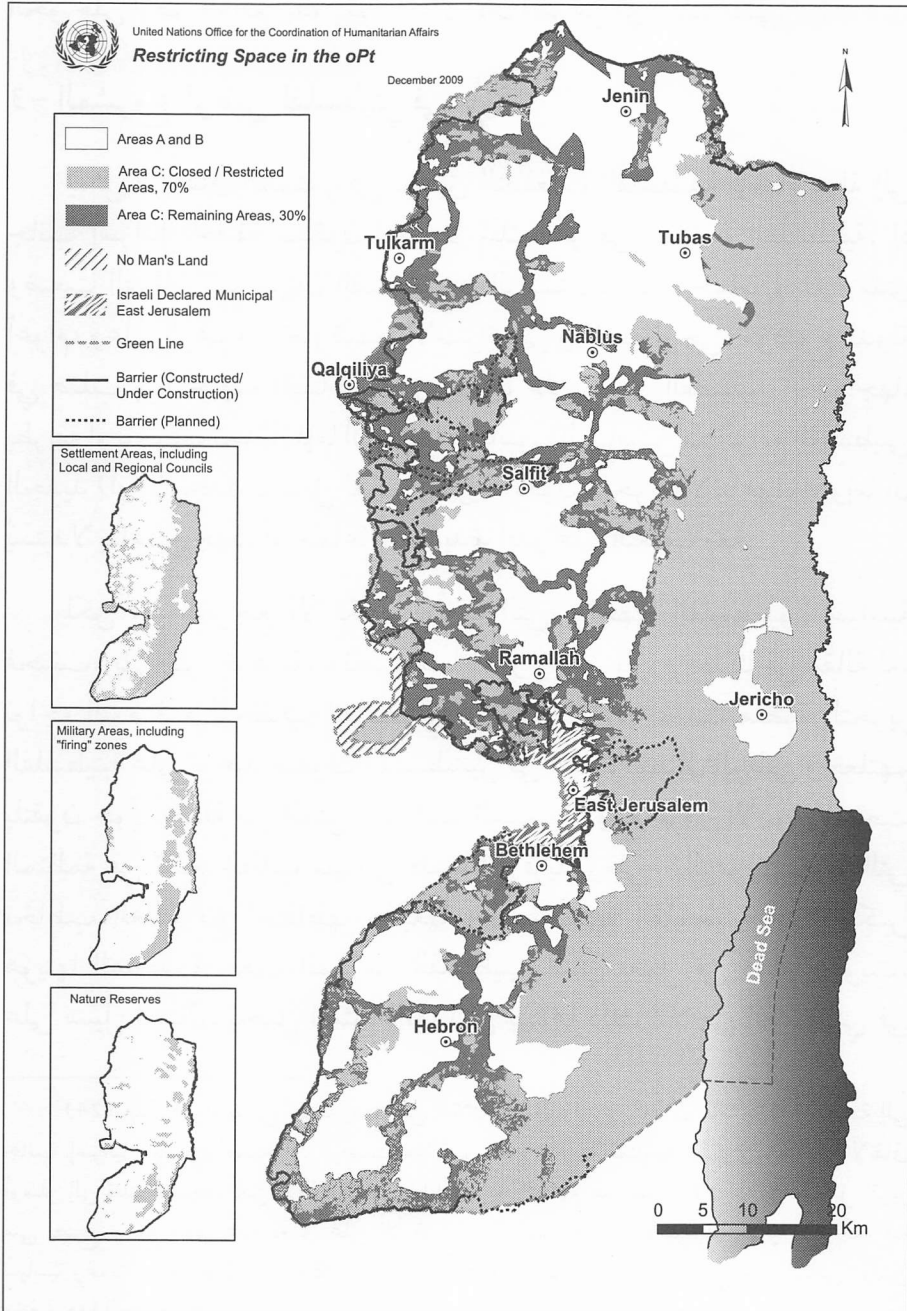 United Nations Office for the Coordination of Humanitarian Affairs
Restricting Space in the oPt
December 2009
N
Areas A and B
Area C: Closed / Restricted
Areas, 70%
Area C: Remaining Areas, 30%
No Man's Land
Israeli Declared Municipal
East Jerusalem
Green Line
Barrier (Constructed/
Under Construction)
Barrier (Planned)
Settlement Areas, including
Local and Regional Councils
Military Areas, including
"firing" zones
Nature Reserves
Jenin
Tulkarm
Tubas
Nablus
Qalqiliya
Salfit
Ramallah
Jericho
East Jerusalem
Bethlehem
Dead Sea
Hebron
0 5 10 20
Km